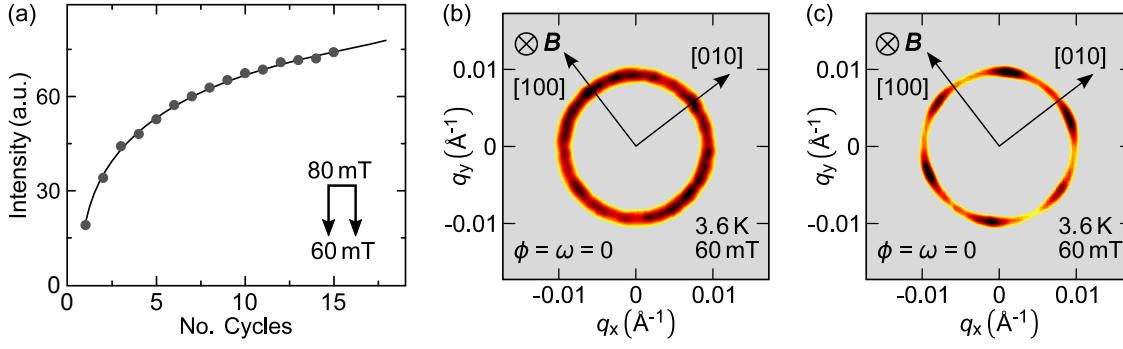 (a)
Intensity (a.u.)
60
30
0
0
5
10
15
No. Cycles
80 mT
60 mT
(b)
⊗ B
[100]
[010]
q_y (Å⁻¹)
0.01
0
-0.01
3.6 K
ϕ = ω = 0
60 mT
-0.01
0
0.01
q_x (Å⁻¹)
(c)
⊗ B
[100]
[010]
q_y (Å⁻¹)
0.01
0
-0.01
3.6 K
ϕ = ω = 0
60 mT
-0.01
0
0.01
q_x (Å⁻¹)